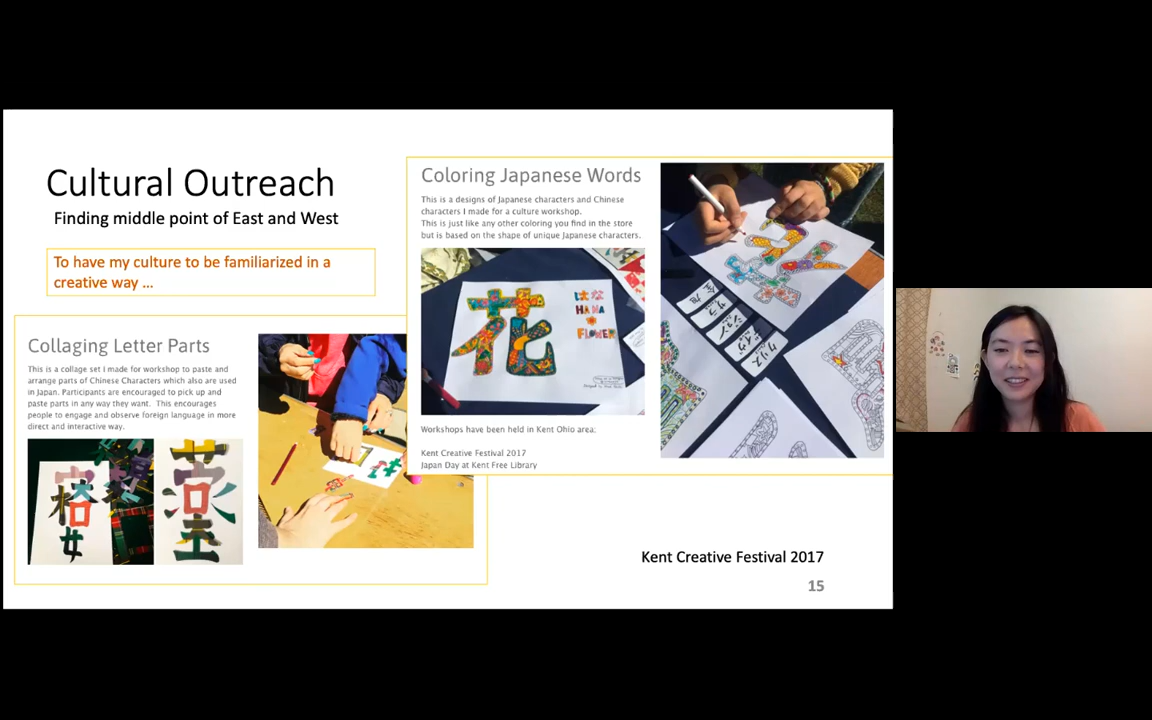 Cultural Outreach
Finding middle point of East and West
To have my culture to be familiarized in a
creative way ...
Collaging Letter Parts
This is a collage set I made for workshop to paste and
arrange parts of Chinese Characters which also are used
in Japan. Participants are encouraged to pick up and
paste parts in any way they want. This encourages
people to engage and observe foreign language in more
direct and interactive way.
Coloring Japanese Words
This is a designs of Japanese characters and Chinese
characters I made for a culture workshop.
This is just like any other coloring you find in the store
but is based on the shape of unique Japanese characters.
花
はな
HANA
FLOWER
Workshops have been held in Kent Ohio area;
Kent Creative Festival 2017
Japan Day at Kent Free Library
Kent Creative Festival 2017
15